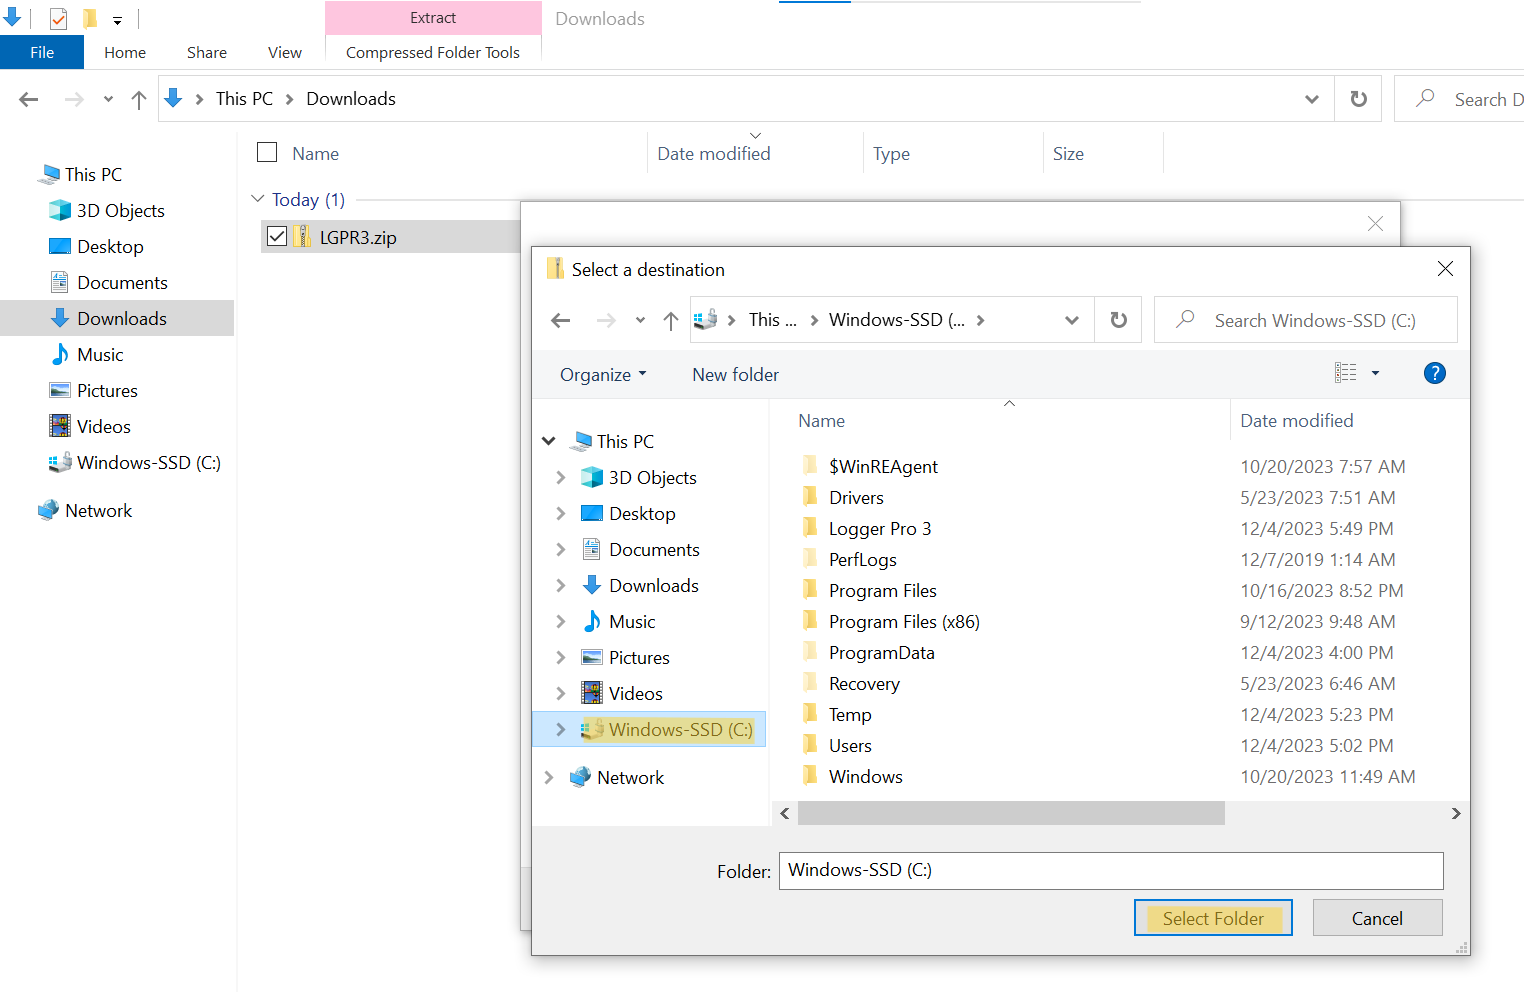 Extract
Downloads
File
Home
Share
View
Compressed Folder Tools
This PC
Downloads
Search D
Name
Date modified
Type
Size
This PC
3D Objects
Desktop
Documents
Downloads
Music
Pictures
Videos
Windows-SSD (C:)
Network
Today (1)
LGPR3.zip
Select a destination
This ...
Windows-SSD (...
Search Windows-SSD (C:)
Organize
New folder
?
This PC
3D Objects
Desktop
Documents
Downloads
Music
Pictures
Videos
Windows-SSD (C:)
Network
Name
Date modified
$WinREAgent 10/20/2023 7:57 AM
Drivers 5/23/2023 7:51 AM
Logger Pro 3 12/4/2023 5:49 PM
PerfLogs 12/7/2019 1:14 AM
Program Files 10/16/2023 8:52 PM
Program Files (x86) 9/12/2023 9:48 AM
ProgramData 12/4/2023 4:00 PM
Recovery 5/23/2023 6:46 AM
Temp 12/4/2023 5:23 PM
Users 12/4/2023 5:02 PM
Windows 10/20/2023 11:49 AM
Folder: Windows-SSD (C:)
Select Folder
Cancel